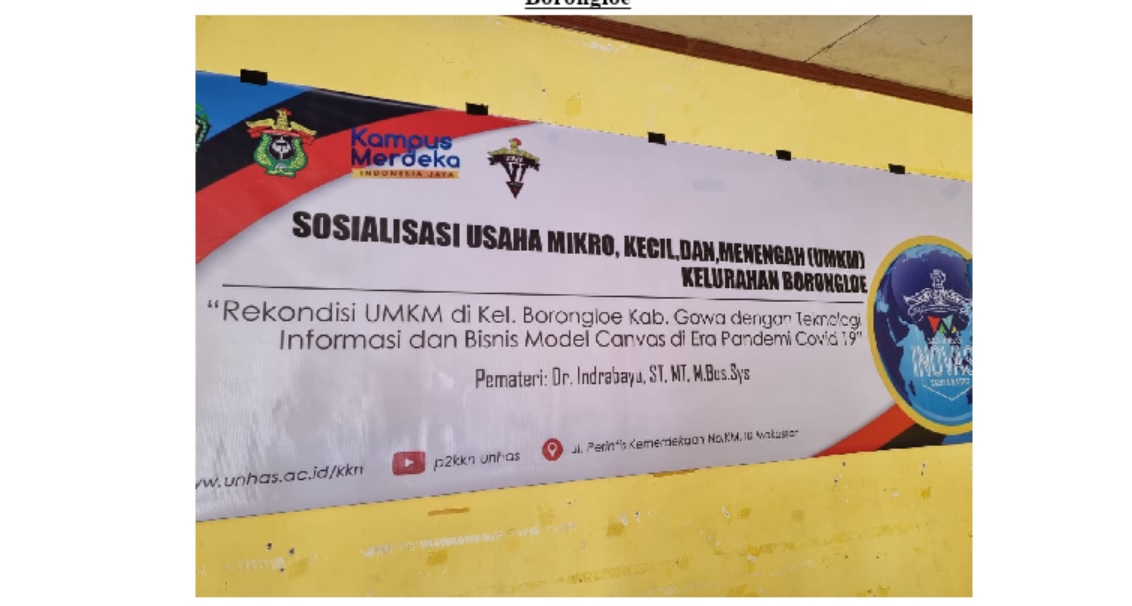 Borongloe
Kampus
Merdeka
INDONESIA JAYA
SOSIALISASI USAHA MIKRO, KECIL,DAN,MENENGAH (UMKM)
KELURAHAN BORONGLOE
“Rekondisi UMKM di Kel. Borongloe Kab. Gowa dengan Teknologi
Informasi dan Bisnis Model Canvas di Era Pandemi Covid 19”
Pemateri: Dr. Indrabayu, ST, MT, M.Bus.Sys
INOVAS
ww.unhas.ac.id/kkn
p2kkn unhas
Jl. Perintis Kemerdekaan No.KM.10 Makassar